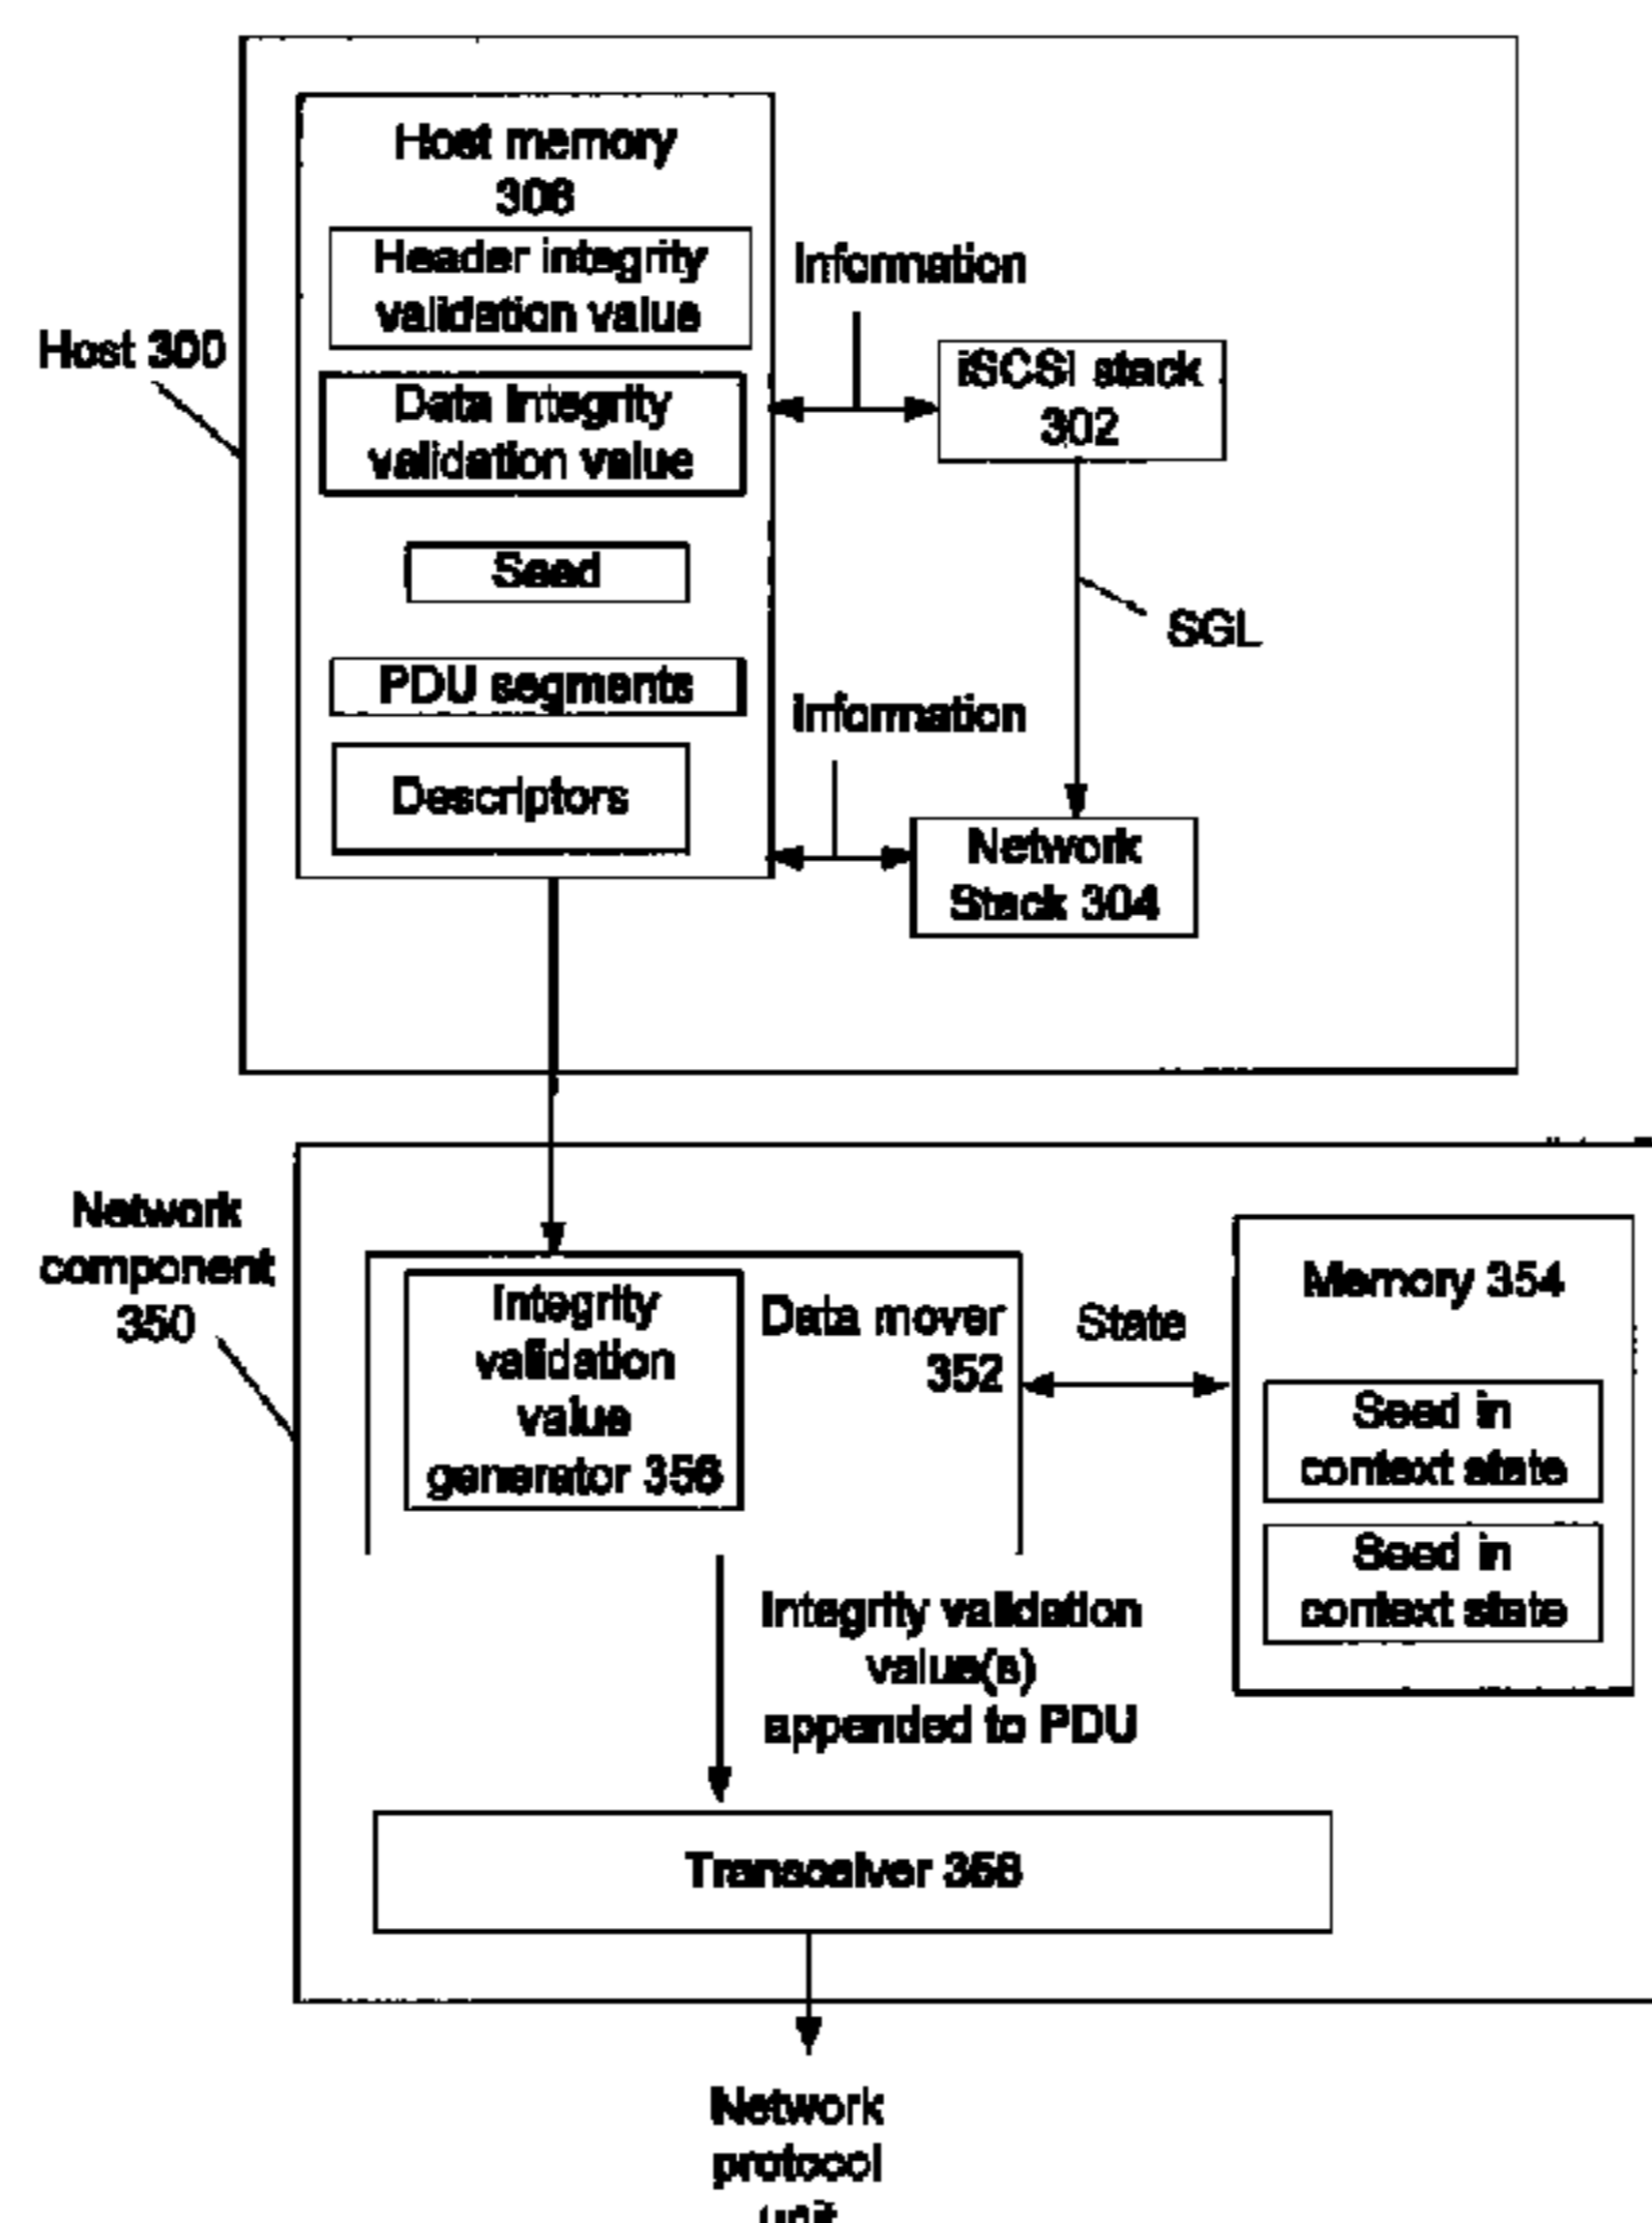 Host memory
306
Header integrity
validation value
Information
Host 300
iSCSI stack
302
Data integrity
validation value
Seed
SGL
PDU segments
Information
Descriptors
Network
Stack 304
Network
component
350
Integrity
validation
value
generator 356
Data mover
352
State
Memory 354
Seed in
context state
Seed in
context state
Integrity validation
value(s)
appended to PDU
Transceiver 358
Network
protocol
unit